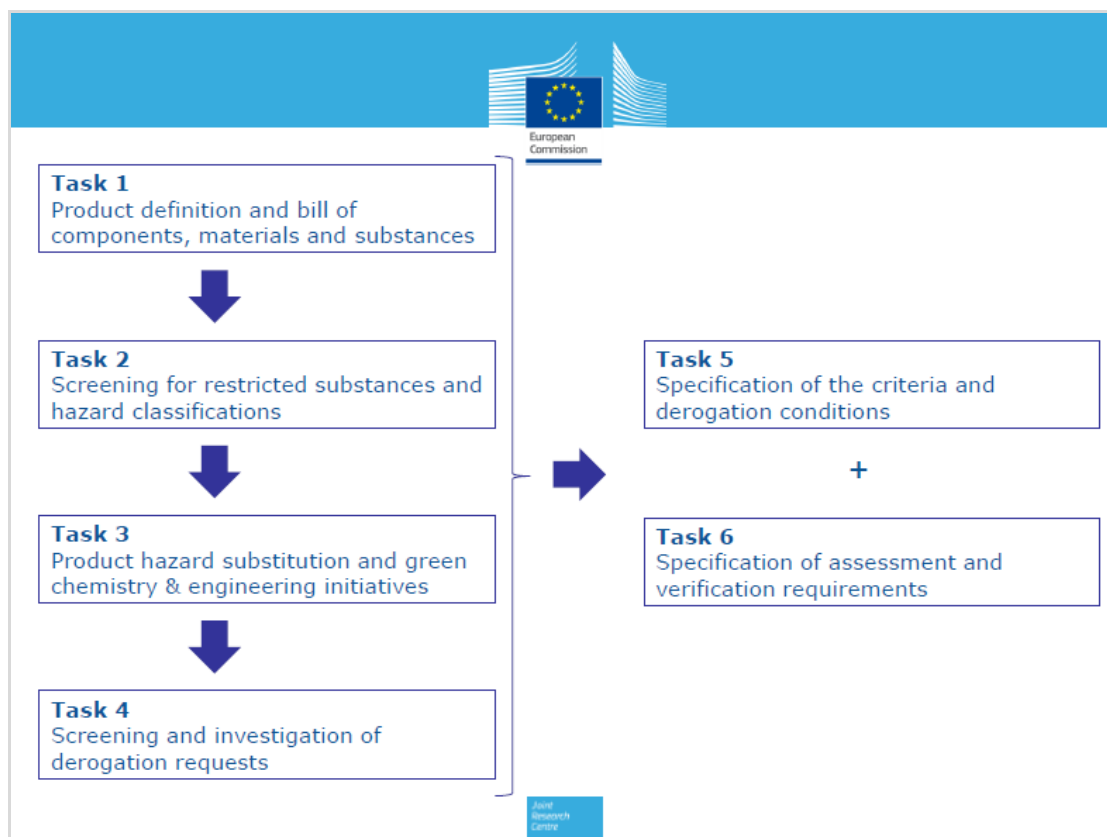 European
Commission
Task 1
Product definition and bill of
components, materials and substances
Task 2
Screening for restricted substances and
hazard classifications
Task 3
Product hazard substitution and green
chemistry & engineering initiatives
Task 4
Screening and investigation of
derogation requests
Task 5
Specification of the criteria and
derogation conditions
+
Task 6
Specification of assessment and
verification requirements
Joint
Research
Centre